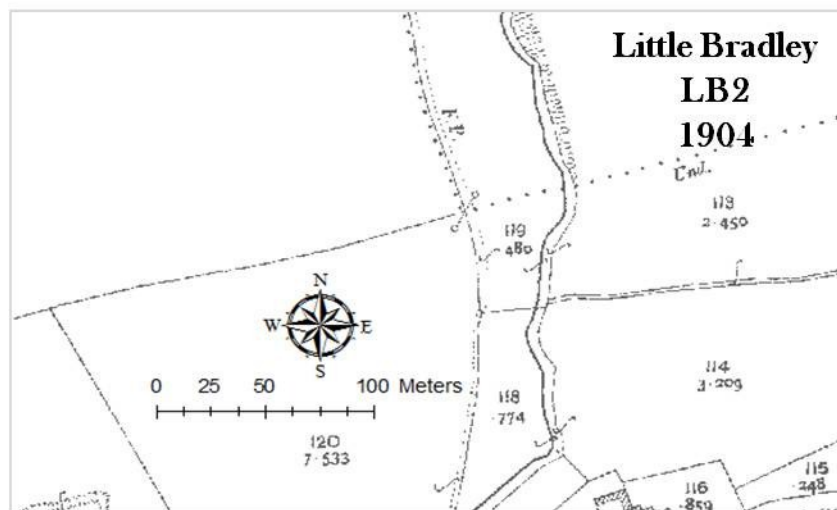 Little Bradley
LB2
1904
F.P.
Und.
113
2·450
119
·480
N
W E
S
0 25 50 100 Meters
114
3·209
118
·774
120
7·533
115
·248
116
·859